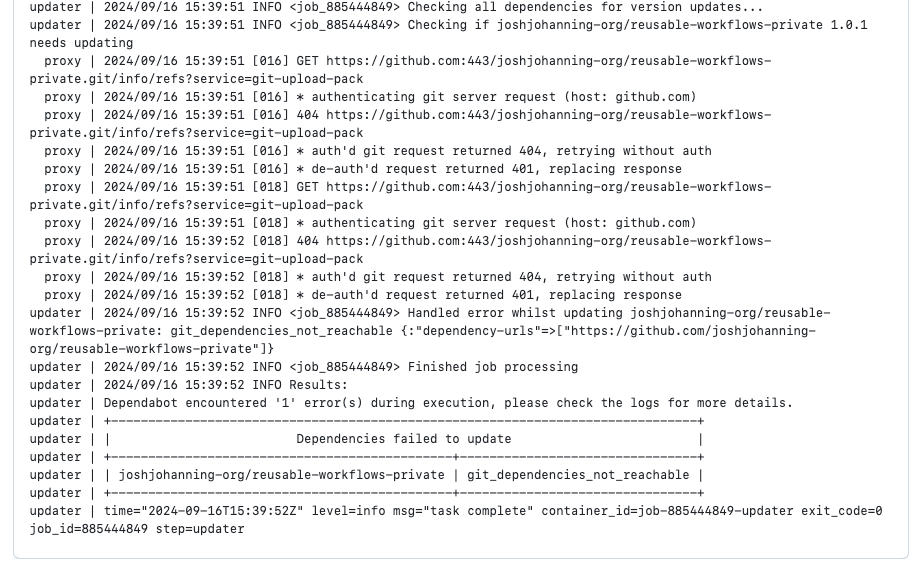 updater | 2024/09/16 15:39:51 INFO <job_885444849> Checking all dependencies for version updates...
updater | 2024/09/16 15:39:51 INFO <job_885444849> Checking if joshjohanning-org/reusable-workflows-private 1.0.1
needs updating
  proxy | 2024/09/16 15:39:51 [016] GET https://github.com:443/joshjohanning-org/reusable-workflows-
private.git/info/refs?service=git-upload-pack
  proxy | 2024/09/16 15:39:51 [016] * authenticating git server request (host: github.com)
  proxy | 2024/09/16 15:39:51 [016] 404 https://github.com:443/joshjohanning-org/reusable-workflows-
private.git/info/refs?service=git-upload-pack
  proxy | 2024/09/16 15:39:51 [016] * auth'd git request returned 404, retrying without auth
  proxy | 2024/09/16 15:39:51 [016] * de-auth'd request returned 401, replacing response
  proxy | 2024/09/16 15:39:51 [018] GET https://github.com:443/joshjohanning-org/reusable-workflows-
private.git/info/refs?service=git-upload-pack
  proxy | 2024/09/16 15:39:51 [018] * authenticating git server request (host: github.com)
  proxy | 2024/09/16 15:39:52 [018] 404 https://github.com:443/joshjohanning-org/reusable-workflows-
private.git/info/refs?service=git-upload-pack
  proxy | 2024/09/16 15:39:52 [018] * auth'd git request returned 404, retrying without auth
  proxy | 2024/09/16 15:39:52 [018] * de-auth'd request returned 401, replacing response
updater | 2024/09/16 15:39:52 INFO <job_885444849> Handled error whilst updating joshjohanning-org/reusable-
workflows-private: git_dependencies_not_reachable {:"dependency-urls"=>["https://github.com/joshjohanning-
org/reusable-workflows-private"]}
updater | 2024/09/16 15:39:52 INFO <job_885444849> Finished job processing
updater | 2024/09/16 15:39:52 INFO Results:
updater | Dependabot encountered '1' error(s) during execution, please check the logs for more details.
updater | +--------------------------------------------------------------------------------+
updater | |                         Dependencies failed to update                          |
updater | +-----------------------------------------------+--------------------------------+
updater | | joshjohanning-org/reusable-workflows-private | git_dependencies_not_reachable |
updater | +-----------------------------------------------+--------------------------------+
updater | time="2024-09-16T15:39:52Z" level=info msg="task complete" container_id=job-885444849-updater exit_code=0
job_id=885444849 step=updater